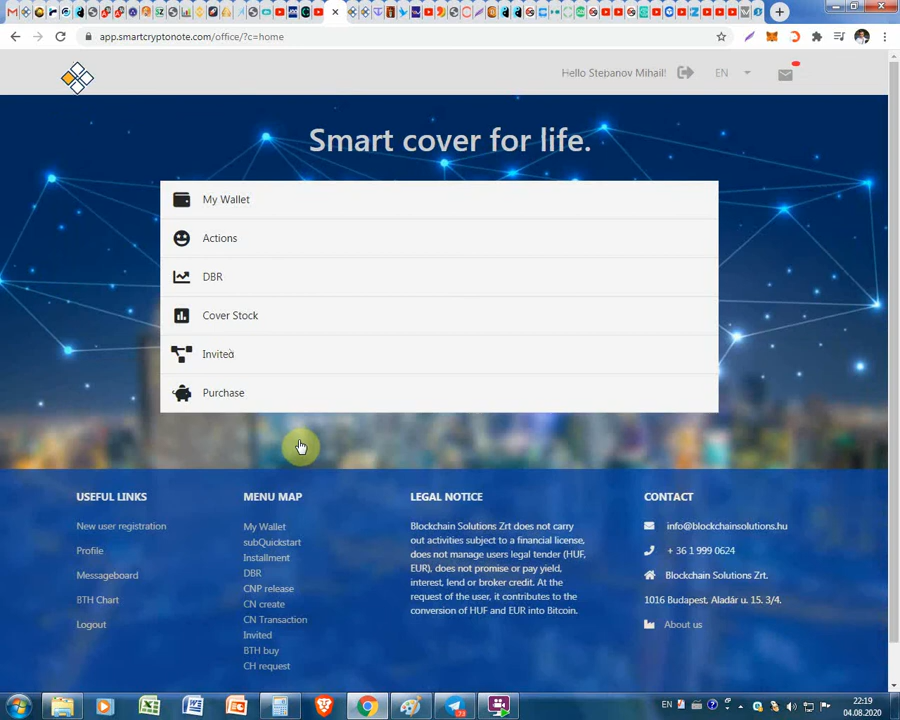 app.smartcryptonote.com/office/?c=home
Hello Stepanov Mihail!
EN
Smart cover for life.
My Wallet
Actions
DBR
Cover Stock
Invited
Purchase
USEFUL LINKS
New user registration
Profile
Messageboard
BTH Chart
Logout
MENU MAP
My Wallet
subQuickstart
Installment
DBR
CNP release
CN create
CN Transaction
Invited
BTH buy
CH request
LEGAL NOTICE
Blockchain Solutions Zrt does not carry
out activities subject to a financial license,
does not manage users legal tender (HUF,
EUR), does not promise or pay yield,
interest, lend or broker credit. At the
request of the user, it contributes to the
conversion of HUF and EUR into Bitcoin.
CONTACT
info@blockchainsolutions.hu
+ 36 1 999 0624
Blockchain Solutions Zrt.
1016 Budapest, Aladár u. 15. 3/4.
About us
EN
22:19
04.08.2020